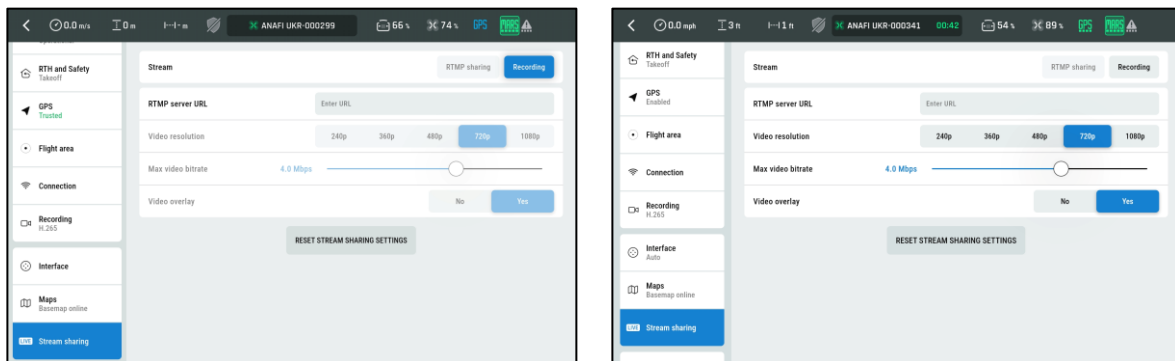 0.0 m/s 0 m - m ANAFI UKR-000299 66 % 74 % GPS MARS
RTH and Safety
Takeoff
GPS
Trusted
Flight area
Connection
Recording
H.265
Interface
Maps
Basemap online
LIVE Stream sharing
Stream RTMP sharing Recording
RTMP server URL Enter URL
Video resolution 240p 360p 480p 720p 1080p
Max video bitrate 4.0 Mbps
Video overlay No Yes
RESET STREAM SHARING SETTINGS
0.0 mph 3 ft 1 ft ANAFI UKR-000341 00:42 54 % 89 % GPS MARS
RTH and Safety
Takeoff
GPS
Enabled
Flight area
Connection
Recording
H.265
Interface
Auto
Maps
Basemap online
LIVE Stream sharing
Stream RTMP sharing Recording
RTMP server URL Enter URL
Video resolution 240p 360p 480p 720p 1080p
Max video bitrate 4.0 Mbps
Video overlay No Yes
RESET STREAM SHARING SETTINGS